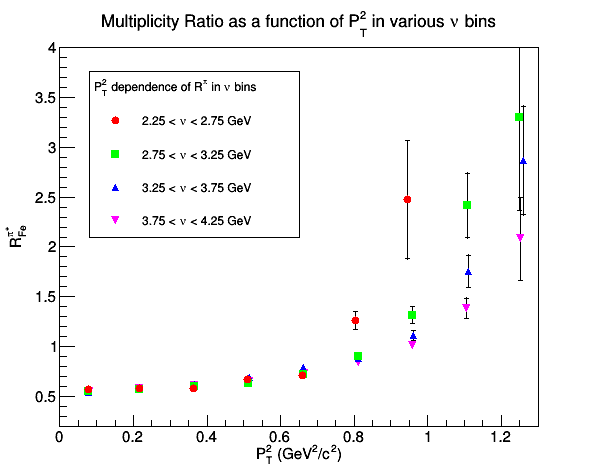 Multiplicity Ratio as a function of P_T^2 in various ν bins
4
3.5
3
2.5
2
1.5
1
0.5
P_T^2 dependence of R^π in ν bins
2.25 < ν < 2.75 GeV
2.75 < ν < 3.25 GeV
3.25 < ν < 3.75 GeV
3.75 < ν < 4.25 GeV
R_Fe^π+
0 0.2 0.4 0.6 0.8 1 1.2
P_T^2 (GeV^2/c^2)